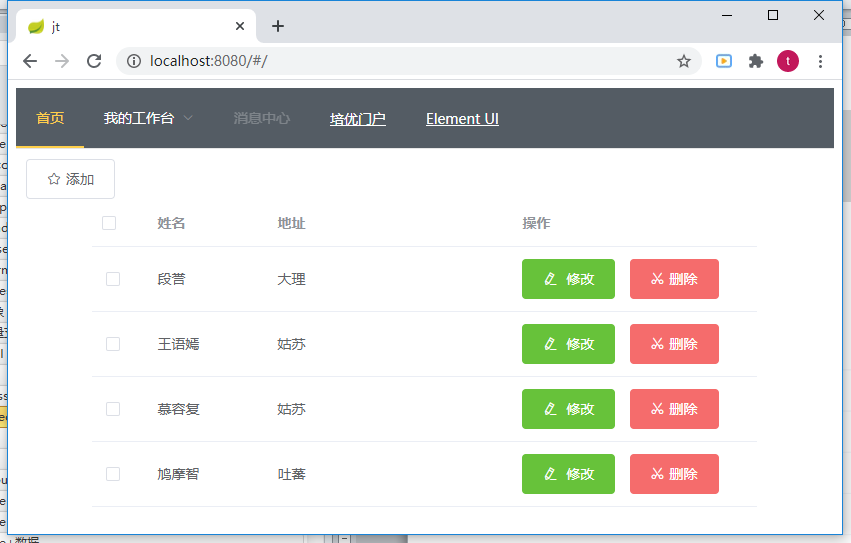 jt
localhost:8080/#/
t
首页 我的工作台 消息中心 培优门户 Element UI
添加
姓名 地址 操作
段誉 大理 修改 删除
王语嫣 姑苏 修改 删除
慕容复 姑苏 修改 删除
鸠摩智 吐蕃 修改 删除